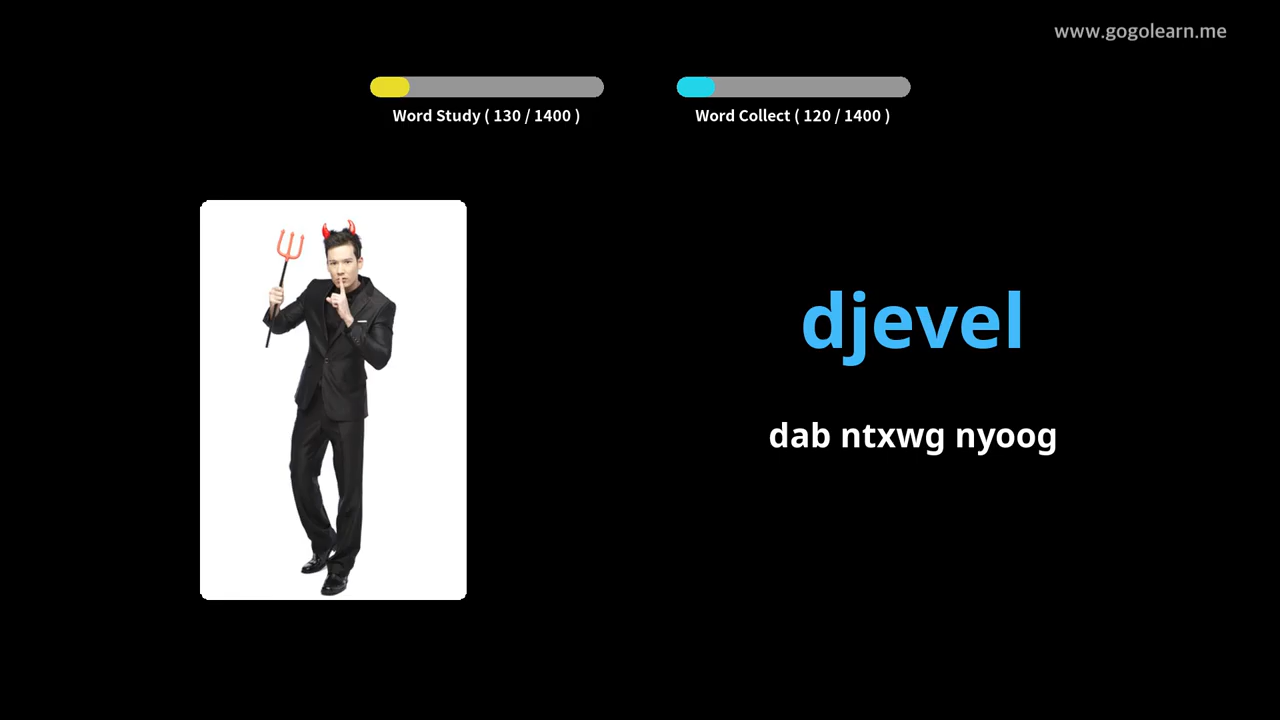 www.gogolearn.me
Word Study ( 130 / 1400 )
Word Collect ( 120 / 1400 )
djevel
dab ntxwg nyoog